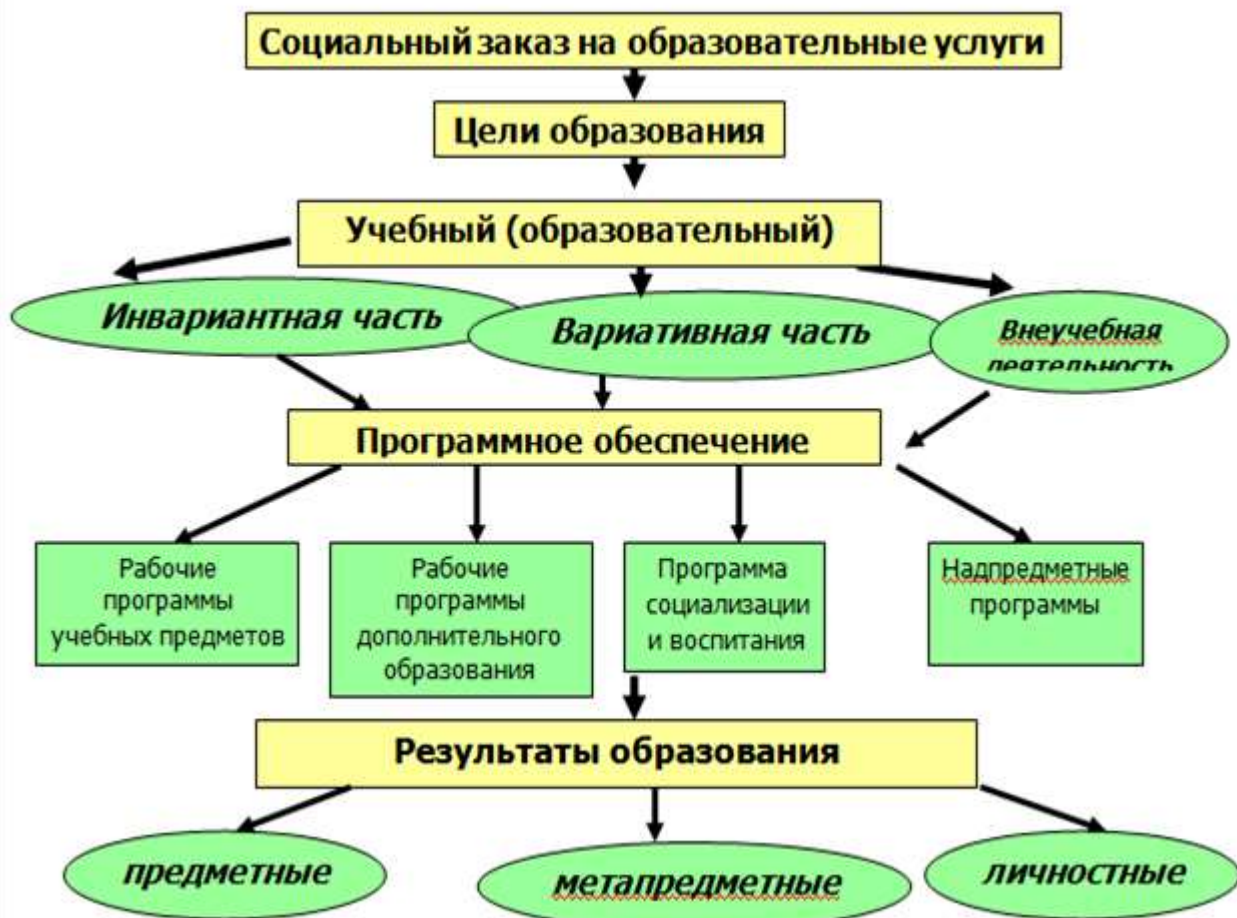 Социальный заказ на образовательные услуги
Цели образования
Учебный (образовательный)
Инвариантная часть
Вариативная часть
Внеучебная
деятельность
Программное обеспечение
Рабочие
программы
учебных предметов
Рабочие
программы
дополнительного
образования
Программа
социализации
и воспитания
Надпредметные
программы
Результаты образования
предметные
метапредметные
личностные